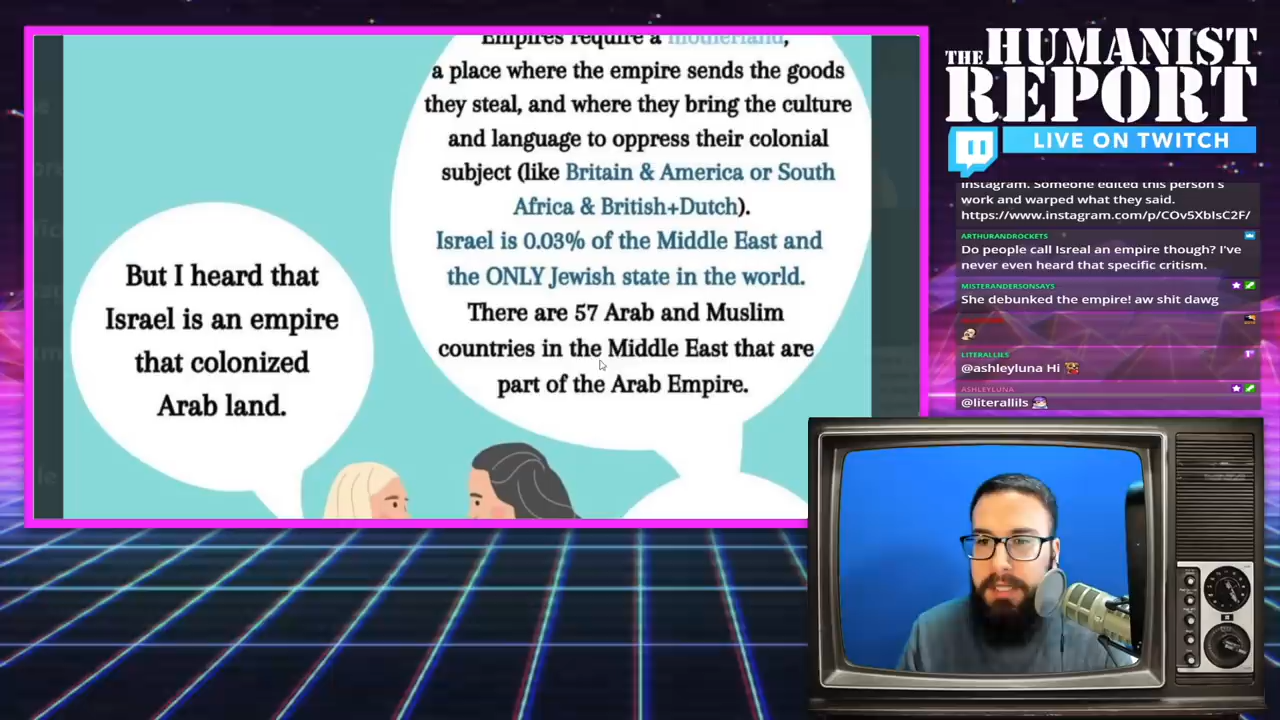 Empires require a motherland,
a place where the empire sends the goods
they steal, and where they bring the culture
and language to oppress their colonial
subject (like Britain & America or South
Africa & British+Dutch).
Israel is 0.03% of the Middle East and
the ONLY Jewish state in the world.
There are 57 Arab and Muslim
countries in the Middle East that are
part of the Arab Empire.
But I heard that
Israel is an empire
that colonized
Arab land.
THE HUMANIST
REPORT
LIVE ON TWITCH
Instagram. Someone edited this person's
work and warped what they said.
https://www.instagram.com/p/COv5XbIsC2F/
ARTHURANDROCKETS
Do people call Isreal an empire though? I've
never even heard that specific critism.
MISTERANDERSONSAYS
She debunked the empire! aw shit dawg
LITERALLILS
@ashleyluna Hi
ASHLEYLUNA
@literallils